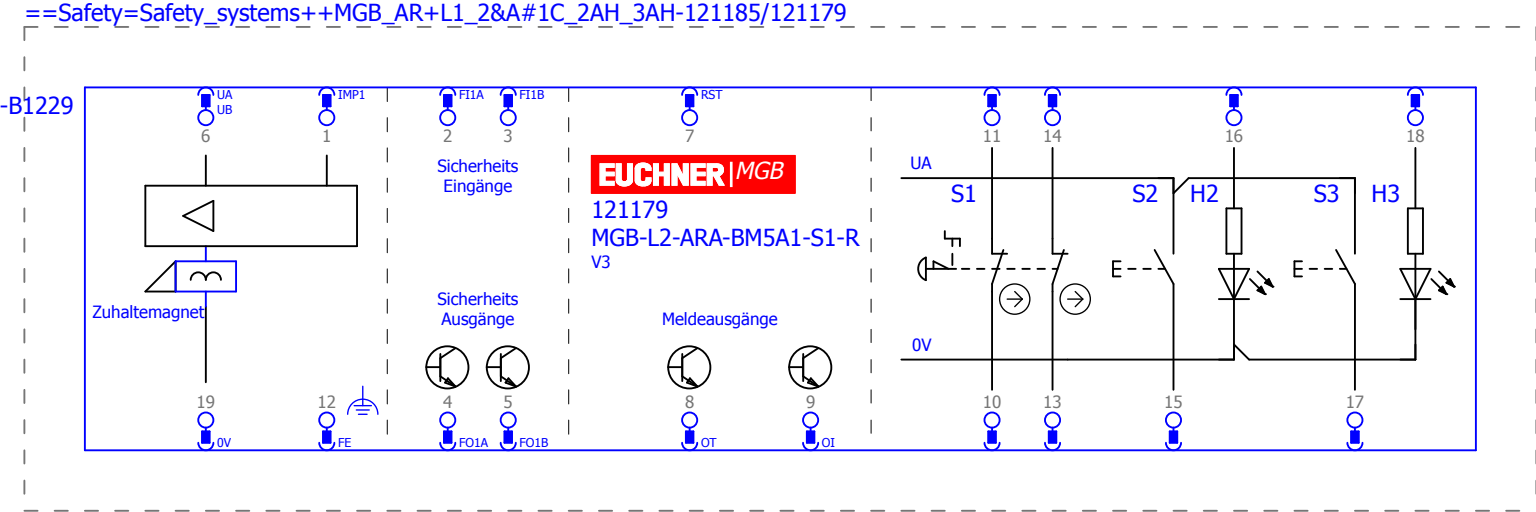 ==Safety=Safety_systems++MGB_AR+L1_2&A#1C_2AH_3AH-121185/121179
-B1229
UA
UB
IMP1
FI1A
FI1B
RST
6
1
2
3
7
11
14
16
18
Sicherheits
Eingänge
EUCHNER|MGB
121179
MGB-L2-ARA-BM5A1-S1-R
V3
UA
S1
S2
H2
S3
H3
Zuhaltemagnet
Sicherheits
Ausgänge
Meldeausgänge
0V
19
12
4
5
8
9
10
13
15
17
0V
FE
FO1A
FO1B
OT
OI